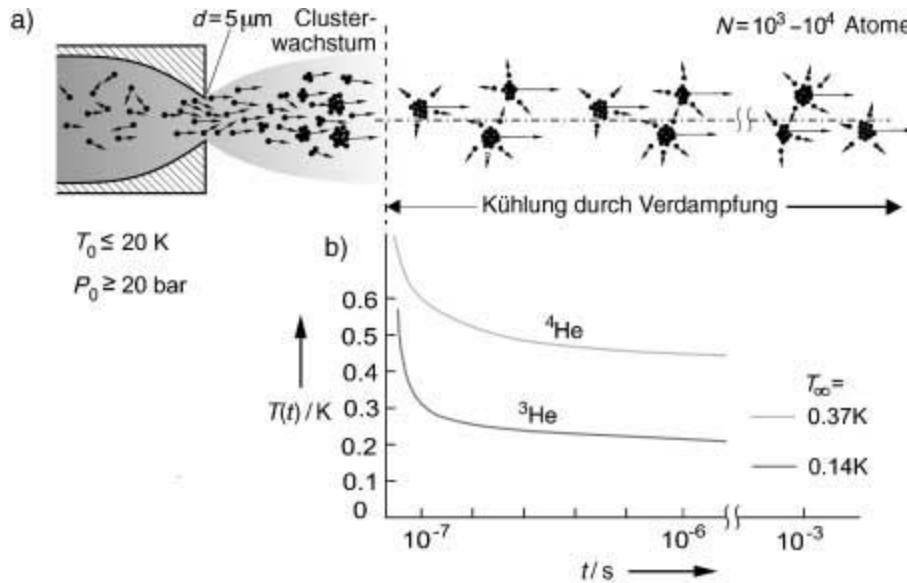 a)
d=5µm
Cluster-
wachstum
N=10³–10⁴ Atome
Kühlung durch Verdampfung
T₀ ≤ 20 K
P₀ ≥ 20 bar
b)
0.6
0.5
0.4
0.3
0.2
0.1
0
T(t)/K
⁴He
³He
T∞=
0.37K
0.14K
10⁻⁷
10⁻⁶
10⁻³
t/s